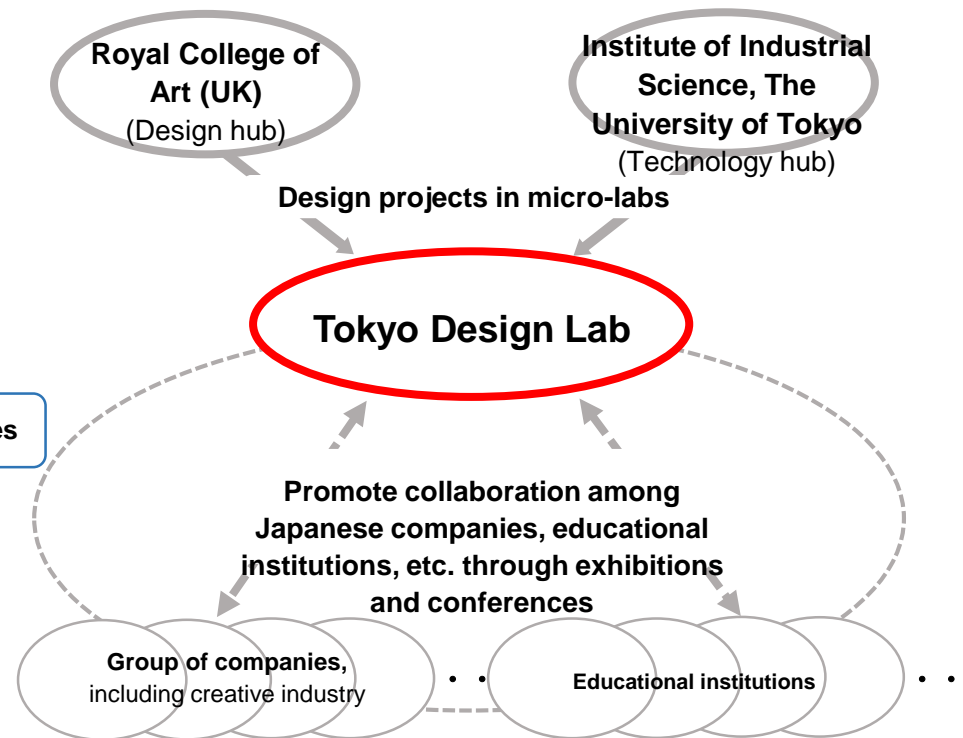 Royal College of
Art (UK)
(Design hub)
Institute of Industrial
Science, The
University of Tokyo
(Technology hub)
Design projects in micro-labs
Tokyo Design Lab
Promote collaboration among
Japanese companies, educational
institutions, etc. through exhibitions
and conferences
Group of companies,
including creative industry
Educational institutions